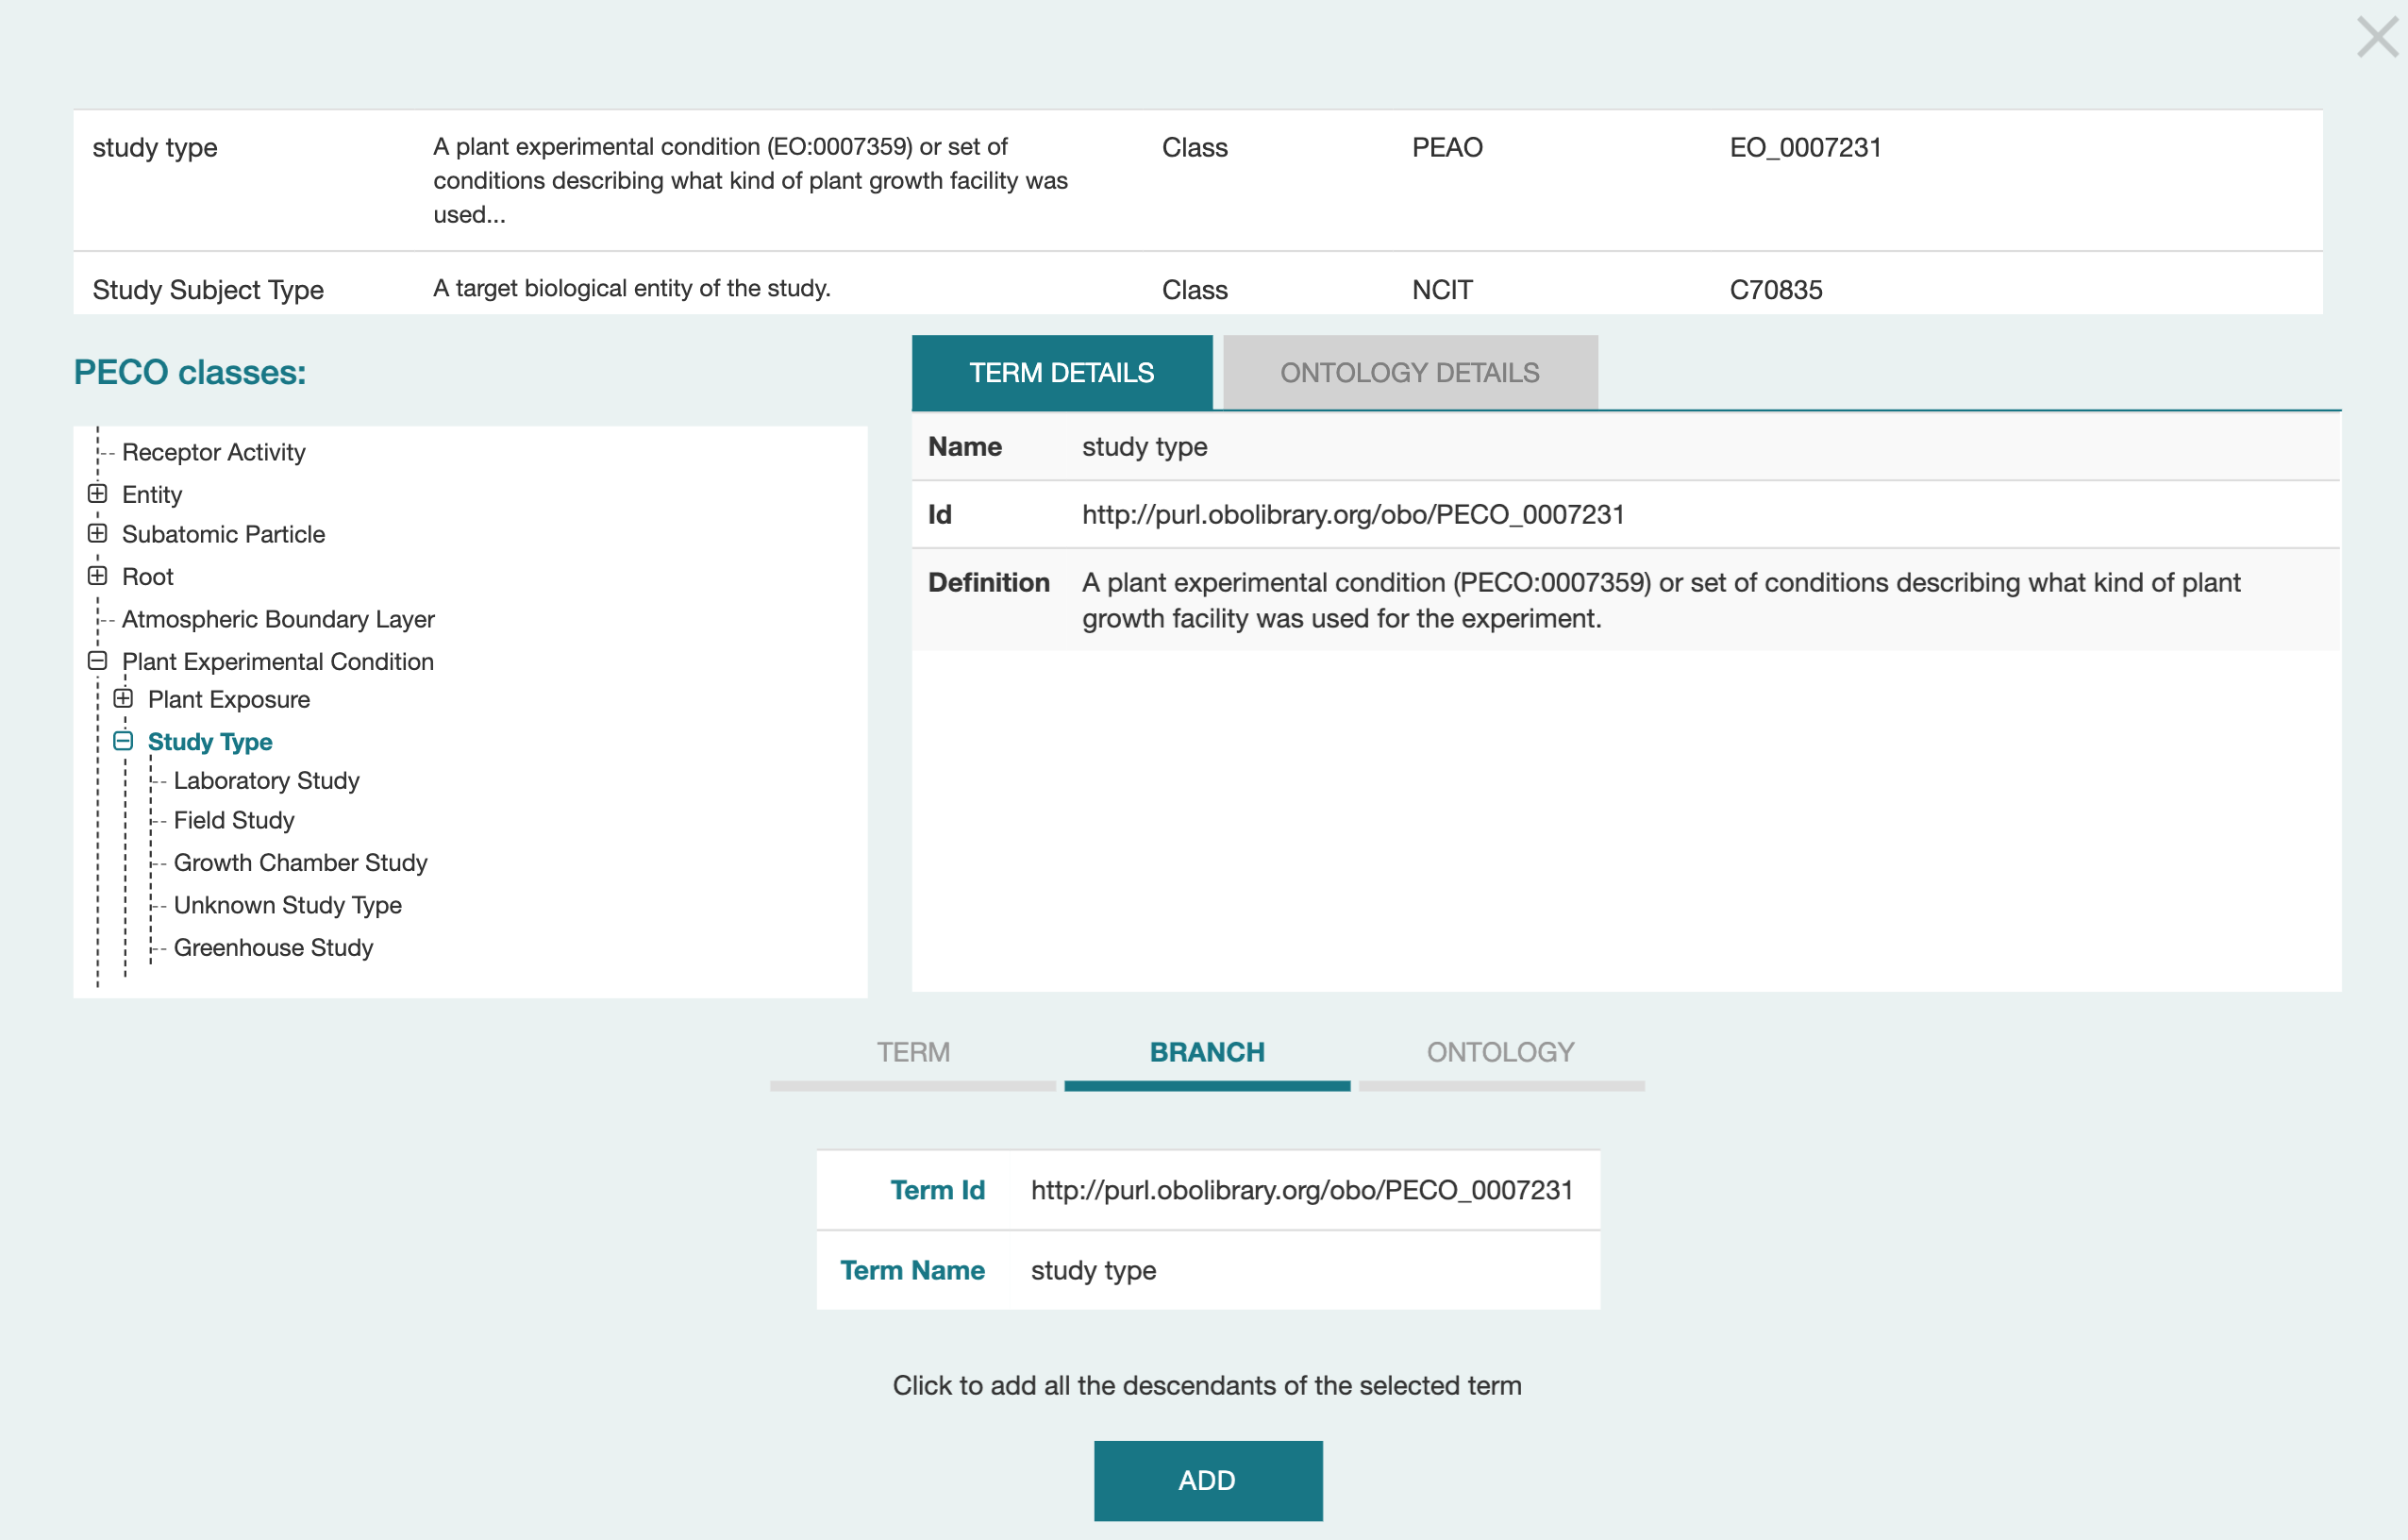 study type A plant experimental condition (EO:0007359) or set of Class PEAO EO_0007231
conditions describing what kind of plant growth facility was
used...
Study Subject Type A target biological entity of the study. Class NCIT C70835
PECO classes:
Receptor Activity
Entity
Subatomic Particle
Root
Atmospheric Boundary Layer
Plant Experimental Condition
Plant Exposure
Study Type
Laboratory Study
Field Study
Growth Chamber Study
Unknown Study Type
Greenhouse Study
TERM DETAILS ONTOLOGY DETAILS
Name study type
Id http://purl.obolibrary.org/obo/PECO_0007231
Definition A plant experimental condition (PECO:0007359) or set of conditions describing what kind of plant
growth facility was used for the experiment.
TERM BRANCH ONTOLOGY
Term Id http://purl.obolibrary.org/obo/PECO_0007231
Term Name study type
Click to add all the descendants of the selected term
ADD